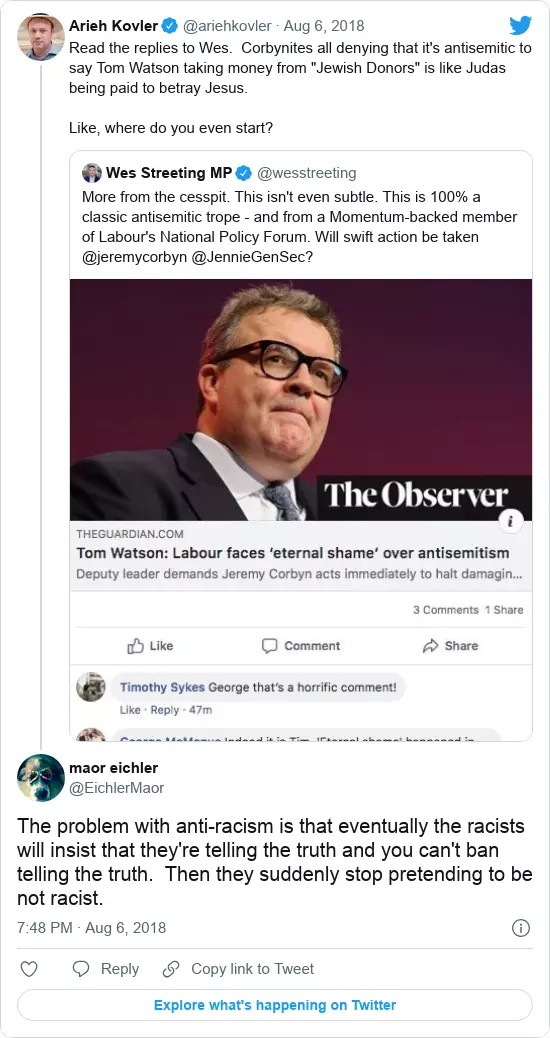 Arieh Kovler @ariehkovler · Aug 6, 2018
Read the replies to Wes. Corbynites all denying that it's antisemitic to
say Tom Watson taking money from "Jewish Donors" is like Judas
being paid to betray Jesus.
Like, where do you even start?
Wes Streeting MP @wesstreeting
More from the cesspit. This isn't even subtle. This is 100% a
classic antisemitic trope - and from a Momentum-backed member
of Labour's National Policy Forum. Will swift action be taken
@jeremycorbyn @JennieGenSec?
The Observer
i
THEGUARDIAN.COM
Tom Watson: Labour faces ‘eternal shame’ over antisemitism
Deputy leader demands Jeremy Corbyn acts immediately to halt damagin...
3 Comments 1 Share
Like Comment Share
Timothy Sykes George that's a horrific comment!
Like · Reply · 47m
maor eichler
@EichlerMaor
The problem with anti-racism is that eventually the racists
will insist that they're telling the truth and you can't ban
telling the truth. Then they suddenly stop pretending to be
not racist.
7:48 PM · Aug 6, 2018
Reply Copy link to Tweet
Explore what's happening on Twitter